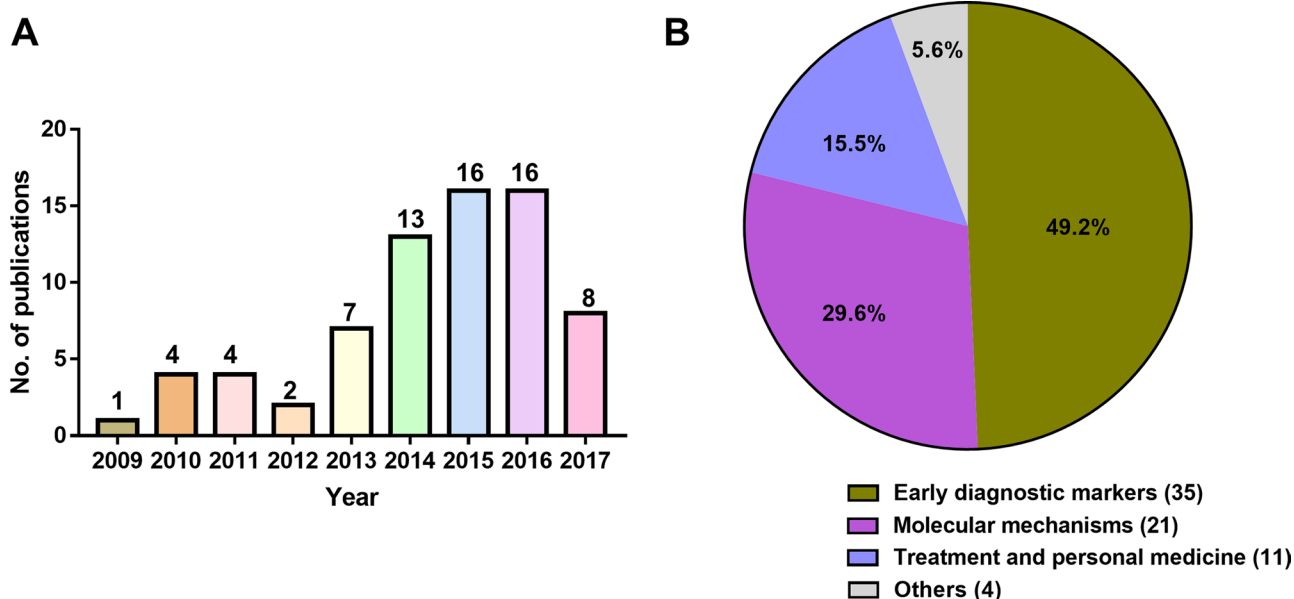 A
No. of publications
20
15
10
5
0
1
4
4
2
7
13
16
16
8
2009 2010 2011 2012 2013 2014 2015 2016 2017
Year
B
5.6%
15.5%
49.2%
29.6%
Early diagnostic markers (35)
Molecular mechanisms (21)
Treatment and personal medicine (11)
Others (4)